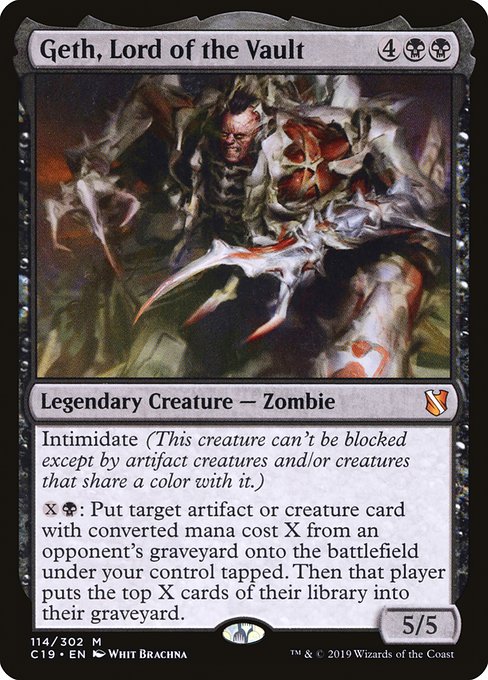 Geth, Lord of the Vault 4
Legendary Creature — Zombie
Intimidate (This creature can't be blocked
except by artifact creatures and/or creatures
that share a color with it.)
X: Put target artifact or creature card
with converted mana cost X from an
opponent's graveyard onto the battlefield
under your control tapped. Then that player
puts the top X cards of their library into
their graveyard.
5/5
114/302 M
C19 • EN Whit Brachna
™ & © 2019 Wizards of the Coast